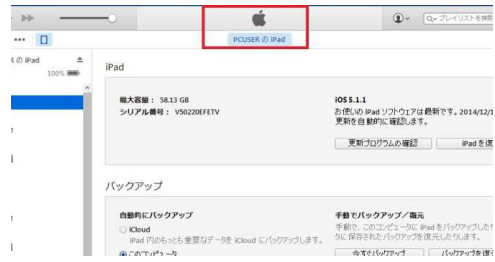 プレイリストを検索
PCUSER の iPad
の iPad
100%
iPad
最大容量： 58.13 GB
シリアル番号： V50220EFETV
iOS 5.1.1
お使いの iPad ソフトウェアは最新です。2014/12/1
更新を自動的に確認します。
更新プログラムの確認
iPad を復
バックアップ
自動的にバックアップ
iCloud
iPad 内のもっとも重要なデータを iCloud にバックアップします。
このコンピュータ
手動でバックアップ／復元
手動で、このコンピュータに iPad をバックアップした
タに保存されたバックアップを復元したりします。
今すぐバックアップ
バックアップを復